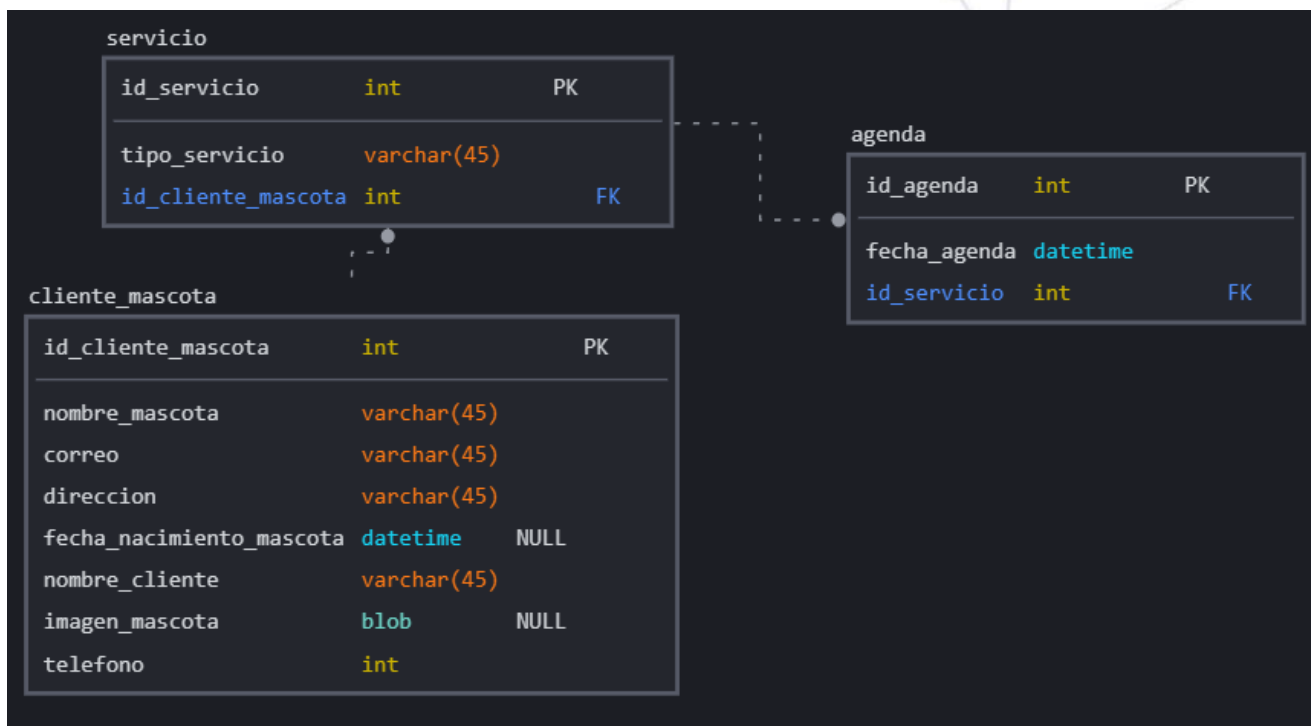 servicio
id_servicio int PK
tipo_servicio varchar(45)
id_cliente_mascota int FK
agenda
id_agenda int PK
fecha_agenda datetime
id_servicio int FK
cliente_mascota
id_cliente_mascota int PK
nombre_mascota varchar(45)
correo varchar(45)
direccion varchar(45)
fecha_nacimiento_mascota datetime NULL
nombre_cliente varchar(45)
imagen_mascota blob NULL
telefono int